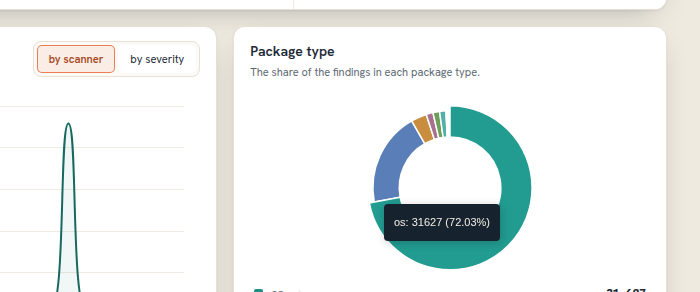 by scanner
by severity
Package type
The share of the findings in each package type.
os: 31627 (72.03%)